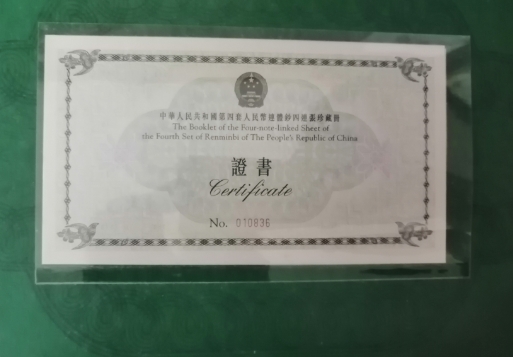 中華人民共和國第四套人民幣連體鈔四連張珍藏冊
The Booklet of the Four-note-linked Sheet of
the Fourth Set of Renminbi of The People's Republic of China
證書
Certificate
No. 010836